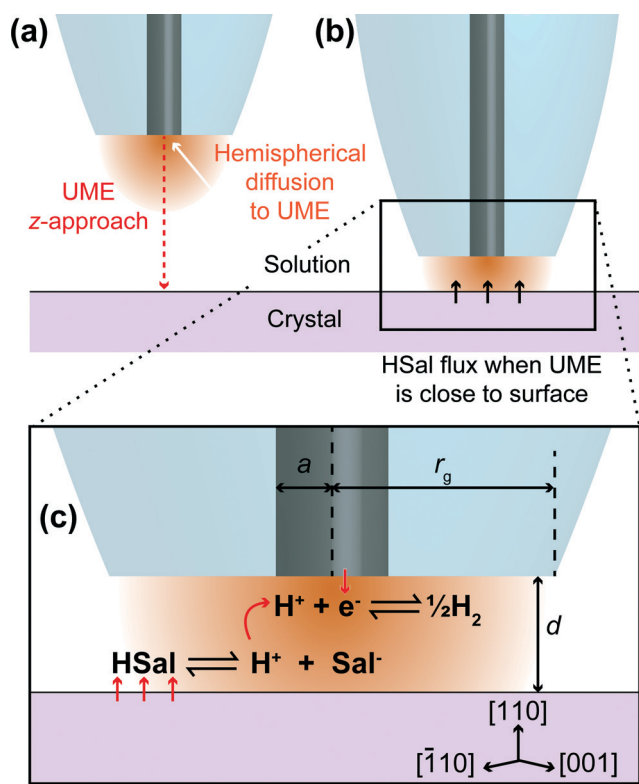 (a)
(b)
UME
z-approach
Hemispherical
diffusion
to UME
Solution
Crystal
HSal flux when UME
is close to surface
(c)
a
rg
H⁺ + e⁻ ⇌ ½H₂
HSal ⇌ H⁺ + Sal⁻
d
[110]
[1̄10]
[001]